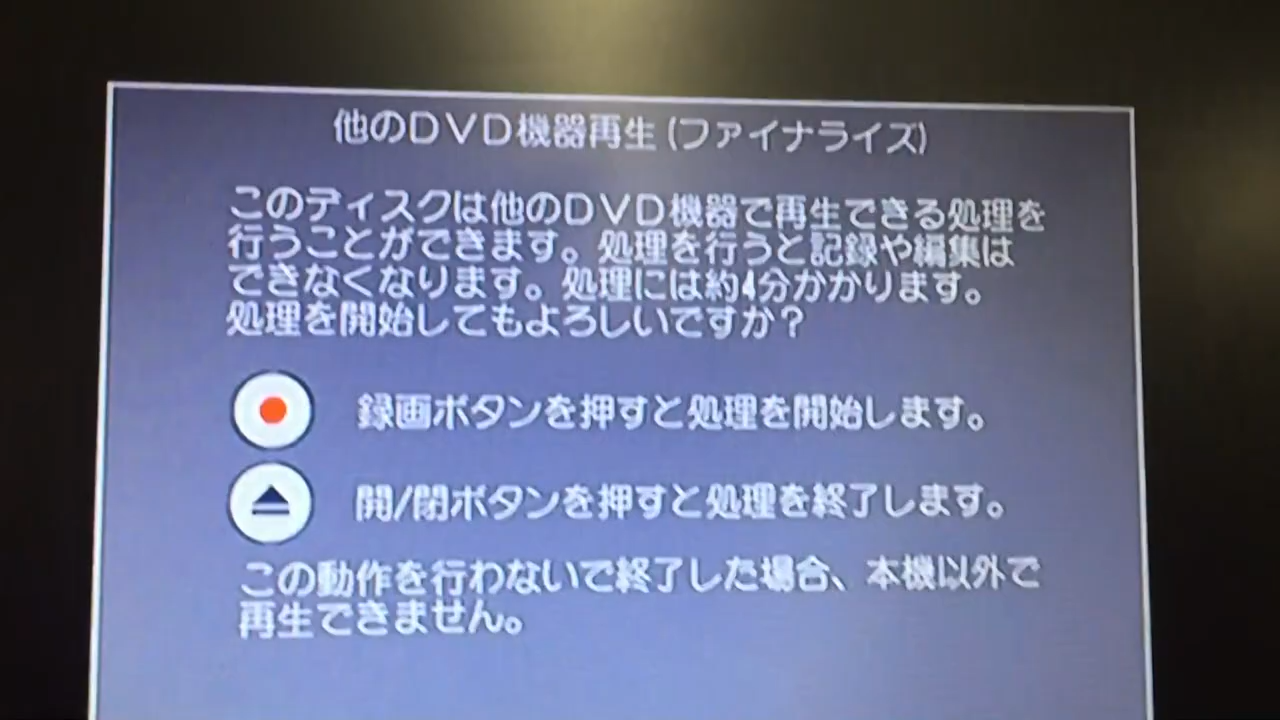 他のDVD機器再生(ファイナライズ)
このディスクは他のDVD機器で再生できる処理を
行うことができます。処理を行うと記録や編集は
できなくなります。処理には約4分かかります。
処理を開始してもよろしいですか？
録画ボタンを押すと処理を開始します。
開/閉ボタンを押すと処理を終了します。
この動作を行わないで終了した場合、本機以外で
再生できません。